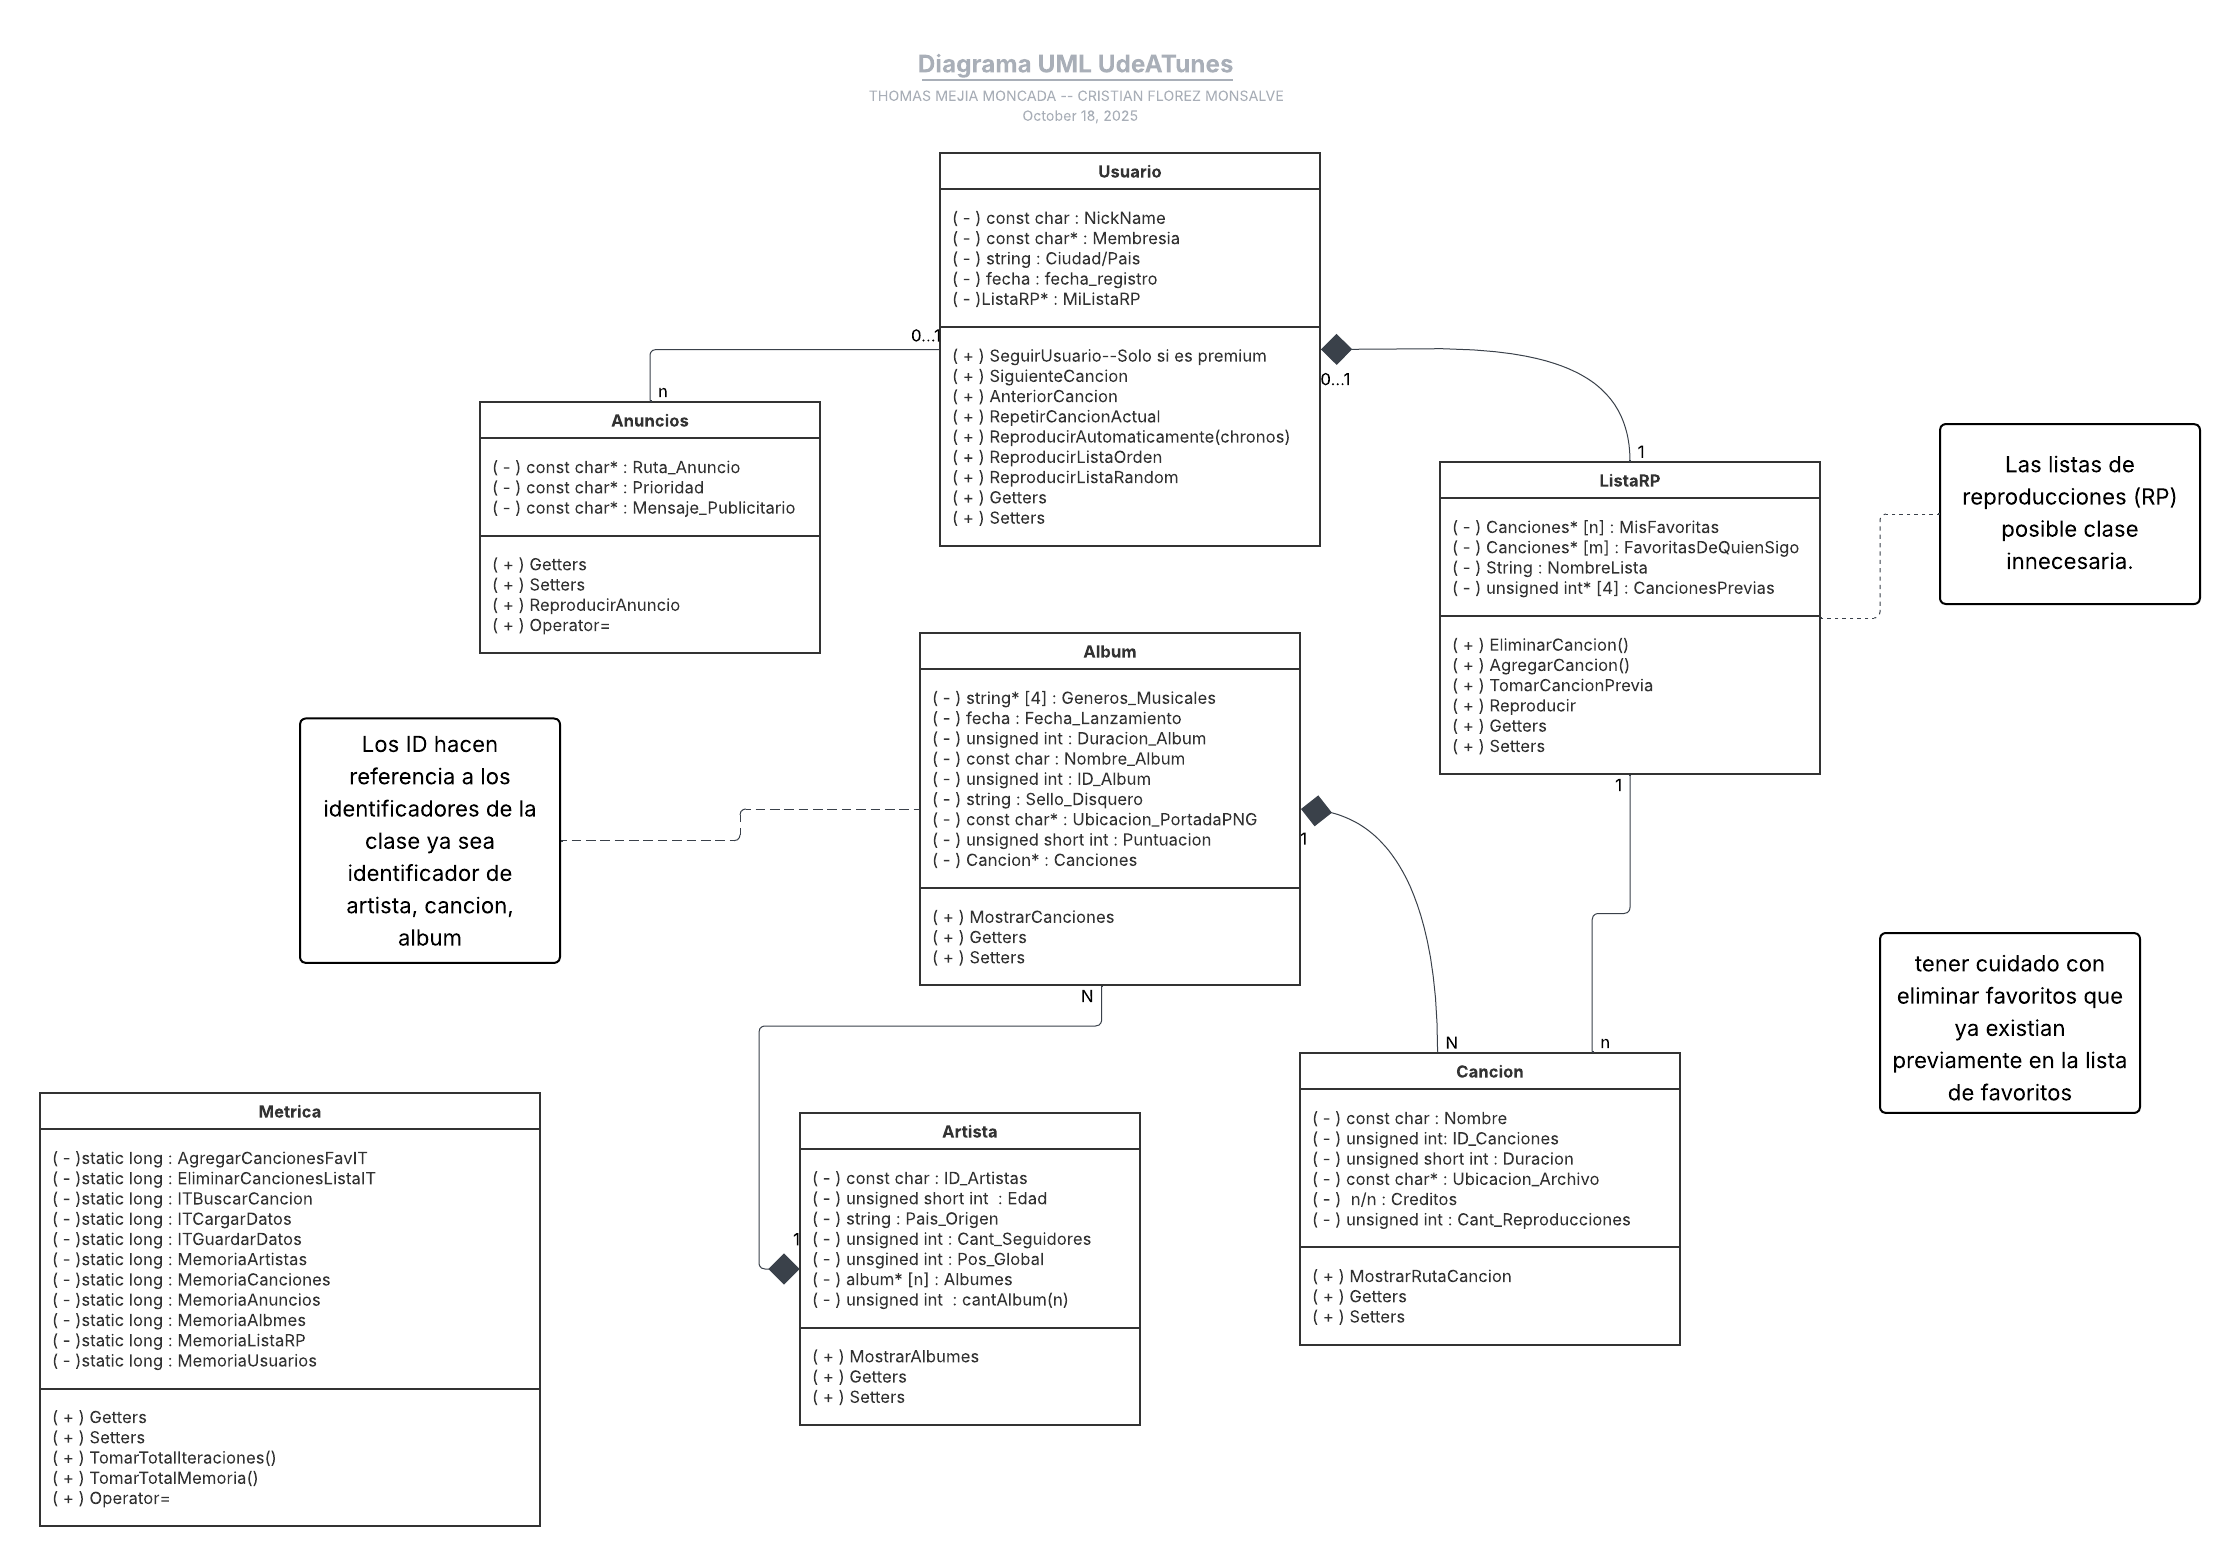 Diagrama UML UdeATunes
THOMAS MEJIA MONCADA -- CRISTIAN FLOREZ MONSALVE
October 18, 2025
Usuario
( - ) const char : NickName
( - ) const char* : Membresia
( - ) string : Ciudad/Pais
( - ) fecha : fecha_registro
( - )ListaRP* : MiListaRP
( + ) SeguirUsuario--Solo si es premium
( + ) SiguienteCancion
( + ) AnteriorCancion
( + ) RepetirCancionActual
( + ) ReproducirAutomaticamente(chronos)
( + ) ReproducirListaOrden
( + ) ReproducirListaRandom
( + ) Getters
( + ) Setters
0...1
n
0...1
1
Anuncios
( - ) const char* : Ruta_Anuncio
( - ) const char* : Prioridad
( - ) const char* : Mensaje_Publicitario
( + ) Getters
( + ) Setters
( + ) ReproducirAnuncio
( + ) Operator=
ListaRP
( - ) Canciones* [n] : MisFavoritas
( - ) Canciones* [m] : FavoritasDeQuienSigo
( - ) String : NombreLista
( - ) unsigned int* [4] : CancionesPrevias
( + ) EliminarCancion()
( + ) AgregarCancion()
( + ) TomarCancionPrevia
( + ) Reproducir
( + ) Getters
( + ) Setters
Las listas de
reproducciones (RP)
posible clase
innecesaria.
Album
( - ) string* [4] : Generos_Musicales
( - ) fecha : Fecha_Lanzamiento
( - ) unsigned int : Duracion_Album
( - ) const char : Nombre_Album
( - ) unsigned int : ID_Album
( - ) string : Sello_Disquero
( - ) const char* : Ubicacion_PortadaPNG
( - ) unsigned short int : Puntuacion
( - ) Cancion* : Canciones
( + ) MostrarCanciones
( + ) Getters
( + ) Setters
Los ID hacen
referencia a los
identificadores de la
clase ya sea
identificador de
artista, cancion,
album
1
1
N
N
n
1
tener cuidado con
eliminar favoritos que
ya existian
previamente en la lista
de favoritos
Metrica
( - )static long : AgregarCancionesFavIT
( - )static long : EliminarCancionesListaIT
( - )static long : ITBuscarCancion
( - )static long : ITCargarDatos
( - )static long : ITGuardarDatos
( - )static long : MemoriaArtistas
( - )static long : MemoriaCanciones
( - )static long : MemoriaAnuncios
( - )static long : MemoriaAlbmes
( - )static long : MemoriaListaRP
( - )static long : MemoriaUsuarios
( + ) Getters
( + ) Setters
( + ) TomarTotalIteraciones()
( + ) TomarTotalMemoria()
( + ) Operator=
Artista
( - ) const char : ID_Artistas
( - ) unsigned short int  : Edad
( - ) string : Pais_Origen
( - ) unsigned int : Cant_Seguidores
( - ) unsgined int : Pos_Global
( - ) album* [n] : Albumes
( - ) unsigned int  : cantAlbum(n)
( + ) MostrarAlbumes
( + ) Getters
( + ) Setters
Cancion
( - ) const char : Nombre
( - ) unsigned int: ID_Canciones
( - ) unsigned short int : Duracion
( - ) const char* : Ubicacion_Archivo
( - )  n/n : Creditos
( - ) unsigned int : Cant_Reproducciones
( + ) MostrarRutaCancion
( + ) Getters
( + ) Setters